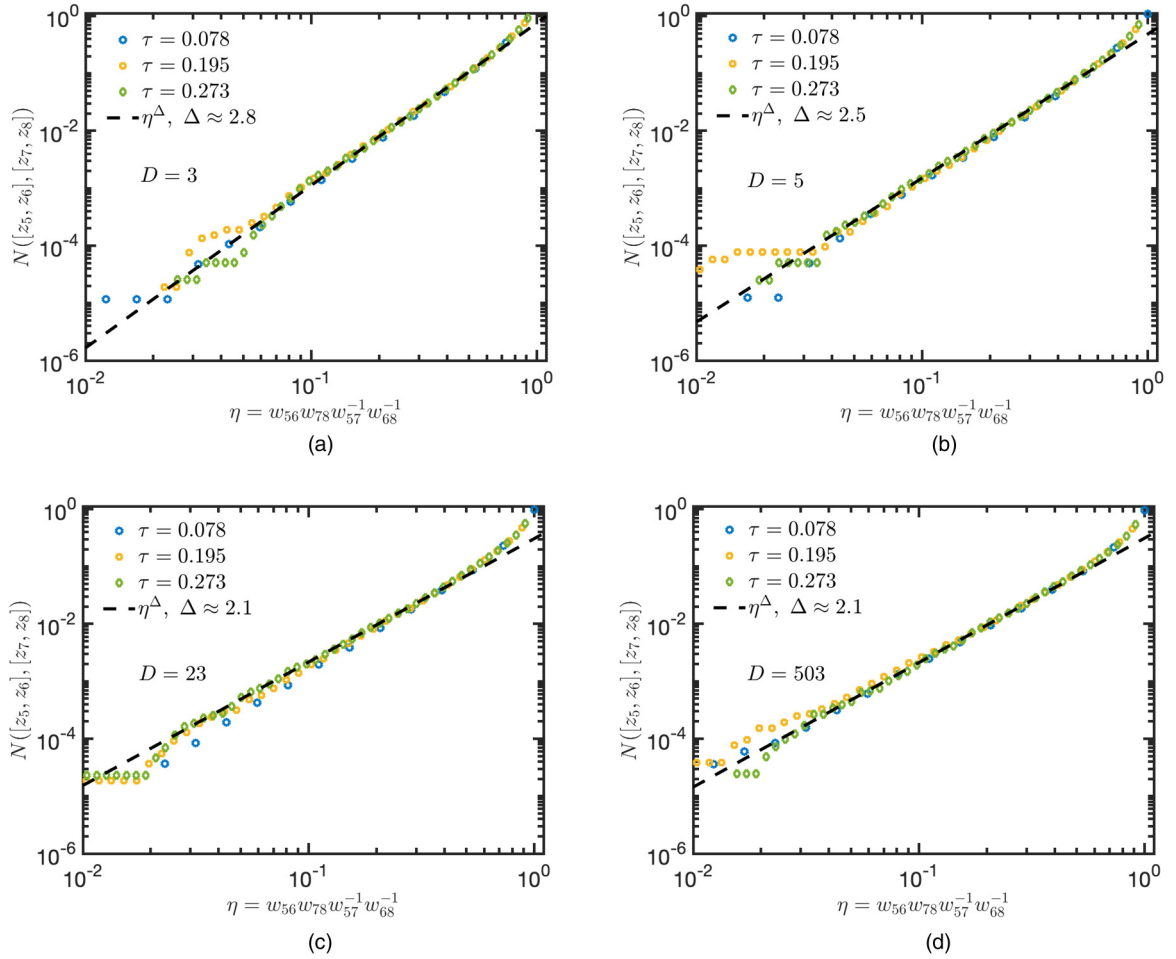 10^0
10^-2
10^-4
10^-6
N([z_5, z_6], [z_7, z_8])
τ = 0.078
τ = 0.195
τ = 0.273
η^Δ, Δ ≈ 2.8
D = 3
10^-2
10^-1
10^0
η = w_56 w_78 w_57^-1 w_68^-1
(a)
10^0
10^-2
10^-4
10^-6
N([z_5, z_6], [z_7, z_8])
τ = 0.078
τ = 0.195
τ = 0.273
η^Δ, Δ ≈ 2.5
D = 5
10^-2
10^-1
10^0
η = w_56 w_78 w_57^-1 w_68^-1
(b)
10^0
10^-2
10^-4
10^-6
N([z_5, z_6], [z_7, z_8])
τ = 0.078
τ = 0.195
τ = 0.273
η^Δ, Δ ≈ 2.1
D = 23
10^-2
10^-1
10^0
η = w_56 w_78 w_57^-1 w_68^-1
(c)
10^0
10^-2
10^-4
10^-6
N([z_5, z_6], [z_7, z_8])
τ = 0.078
τ = 0.195
τ = 0.273
η^Δ, Δ ≈ 2.1
D = 503
10^-2
10^-1
10^0
η = w_56 w_78 w_57^-1 w_68^-1
(d)